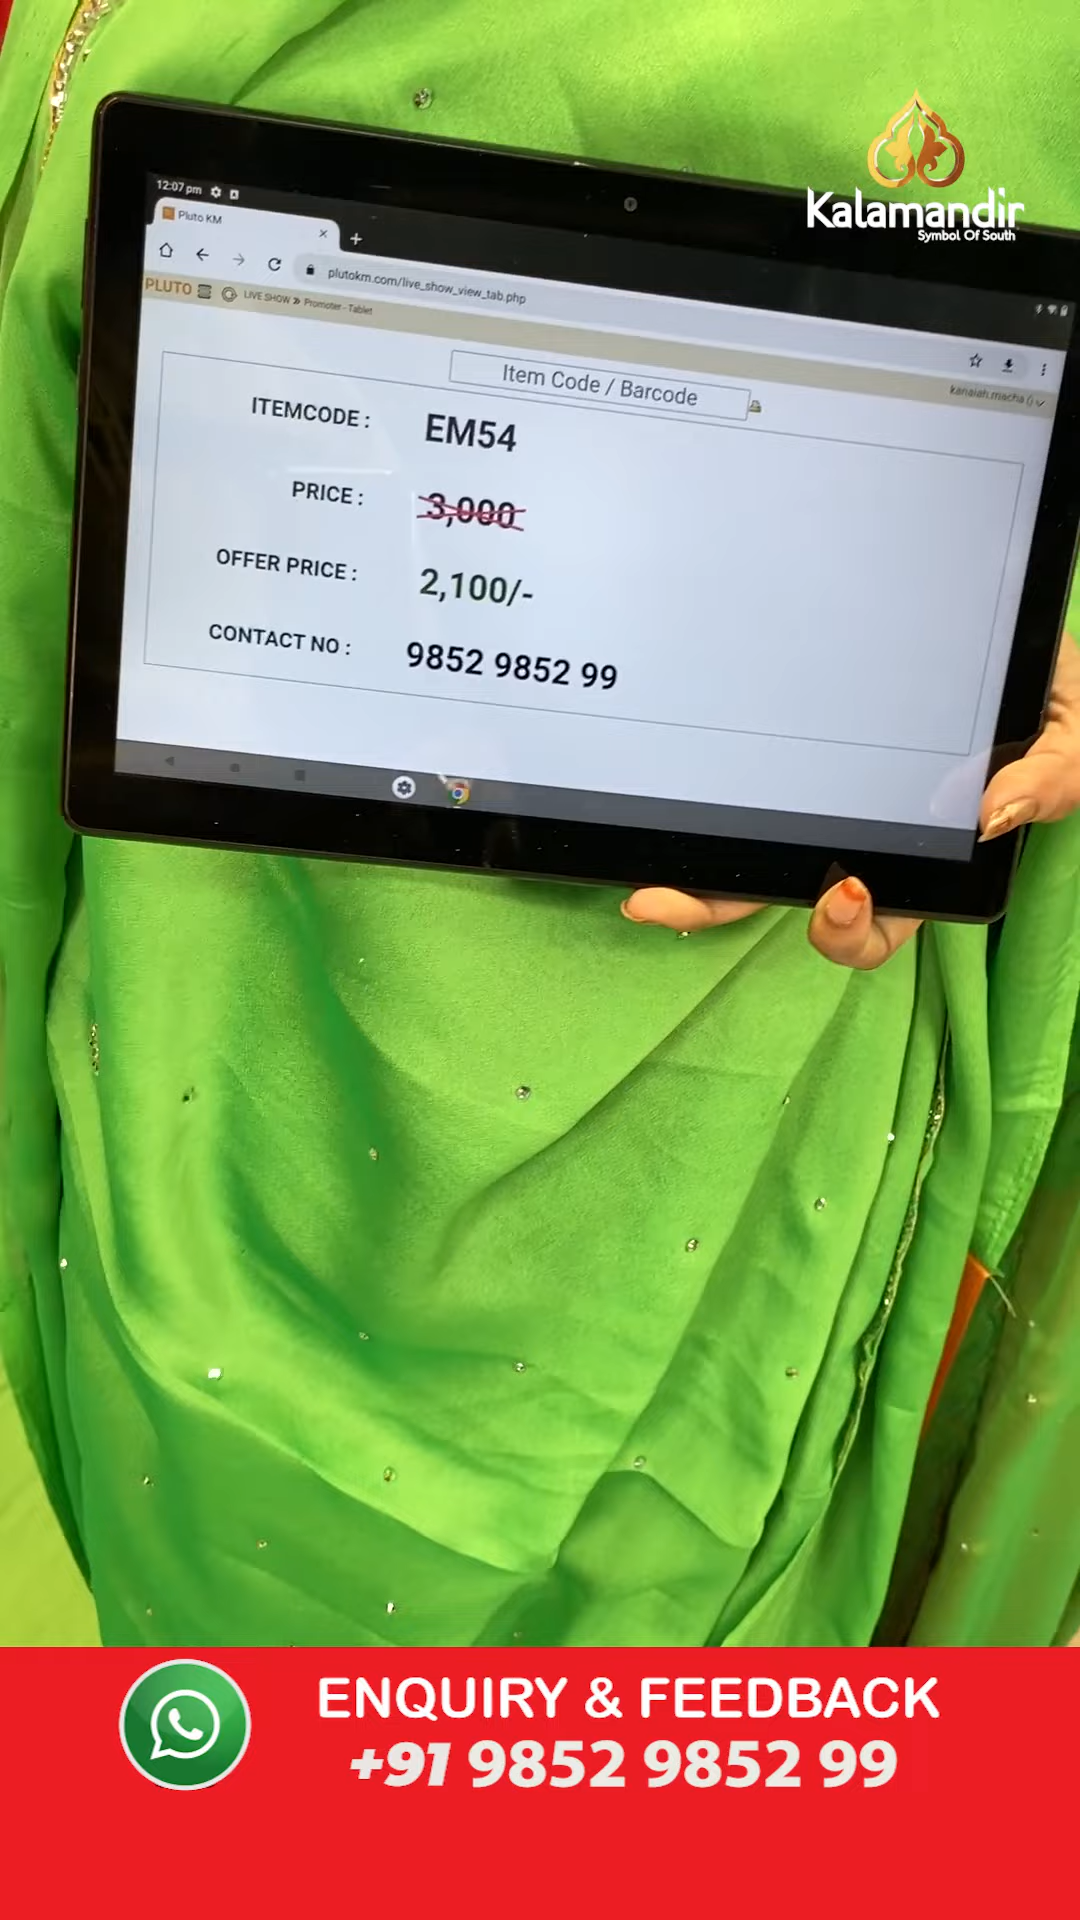 Kalamandir
Symbol Of South
12:07 pm
Pluto KM
plutokm.com/live_show_view_tab.php
PLUTO
LIVE SHOW » Promoter - Tablet
kanaiah.macha ()
Item Code / Barcode
ITEMCODE : EM54
PRICE : 3,000
OFFER PRICE : 2,100/-
CONTACT NO : 9852 9852 99
ENQUIRY & FEEDBACK
+91 9852 9852 99